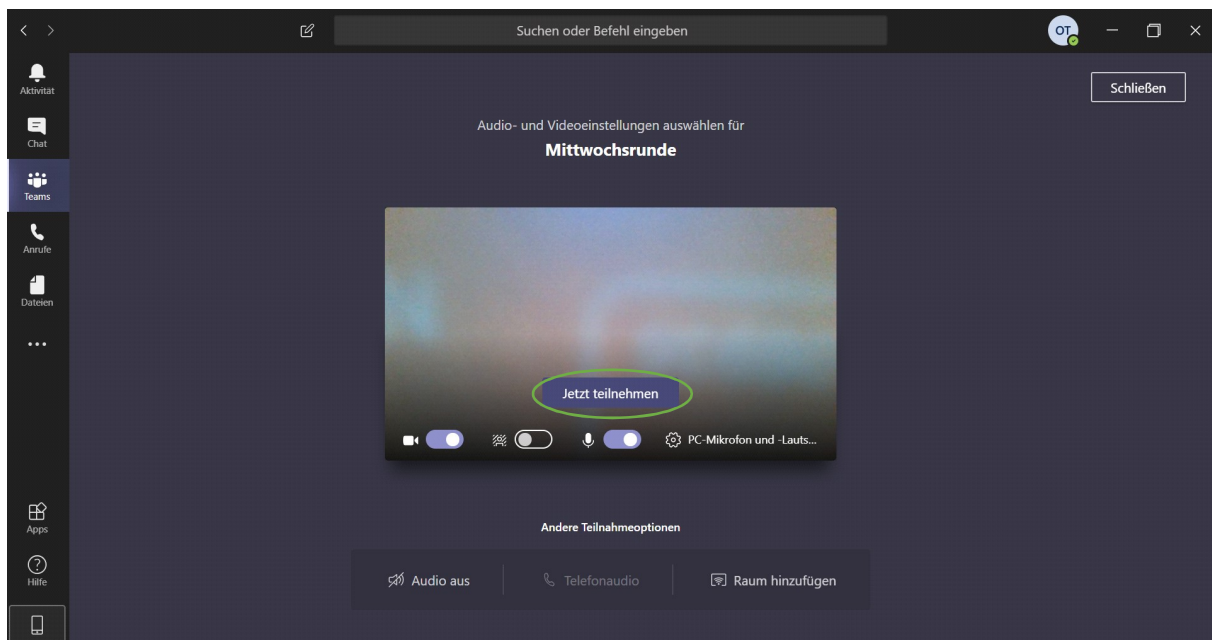 Suchen oder Befehl eingeben
OT
Aktivität
Chat
Teams
Anrufe
Dateien
Apps
Hilfe
Schließen
Audio- und Videoeinstellungen auswählen für
Mittwochsrunde
Jetzt teilnehmen
PC-Mikrofon und -Lauts...
Andere Teilnahmeoptionen
Audio aus
Telefonaudio
Raum hinzufügen